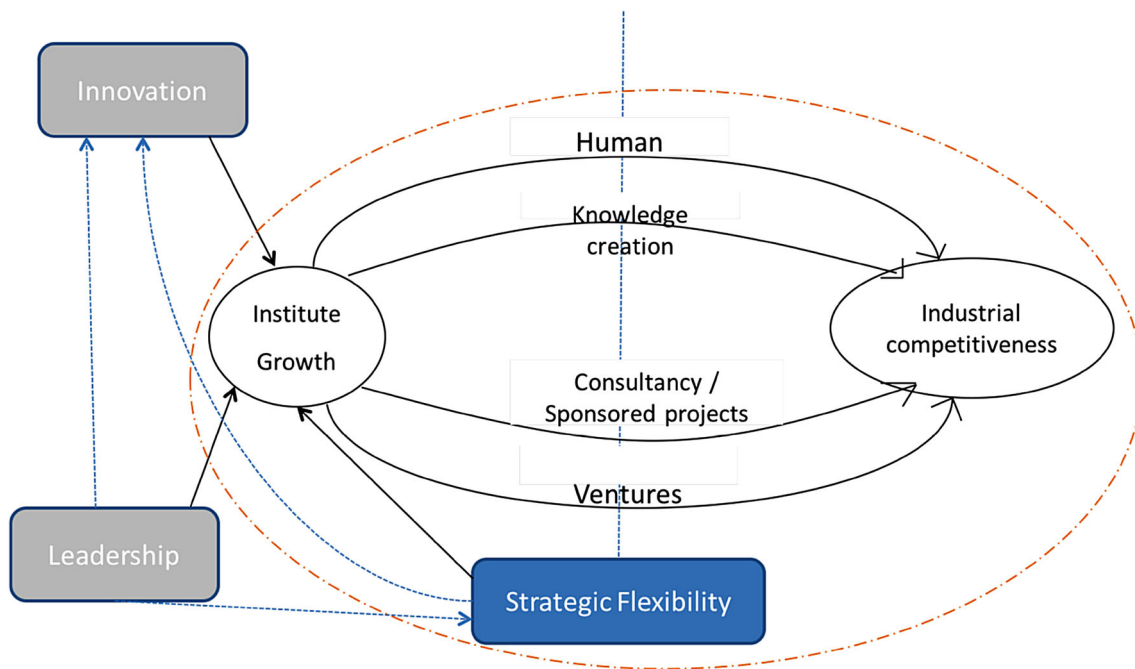 Innovation
Human
Knowledge
creation
Institute
Growth
Industrial
competitiveness
Consultancy /
Sponsored projects
Ventures
Leadership
Strategic Flexibility